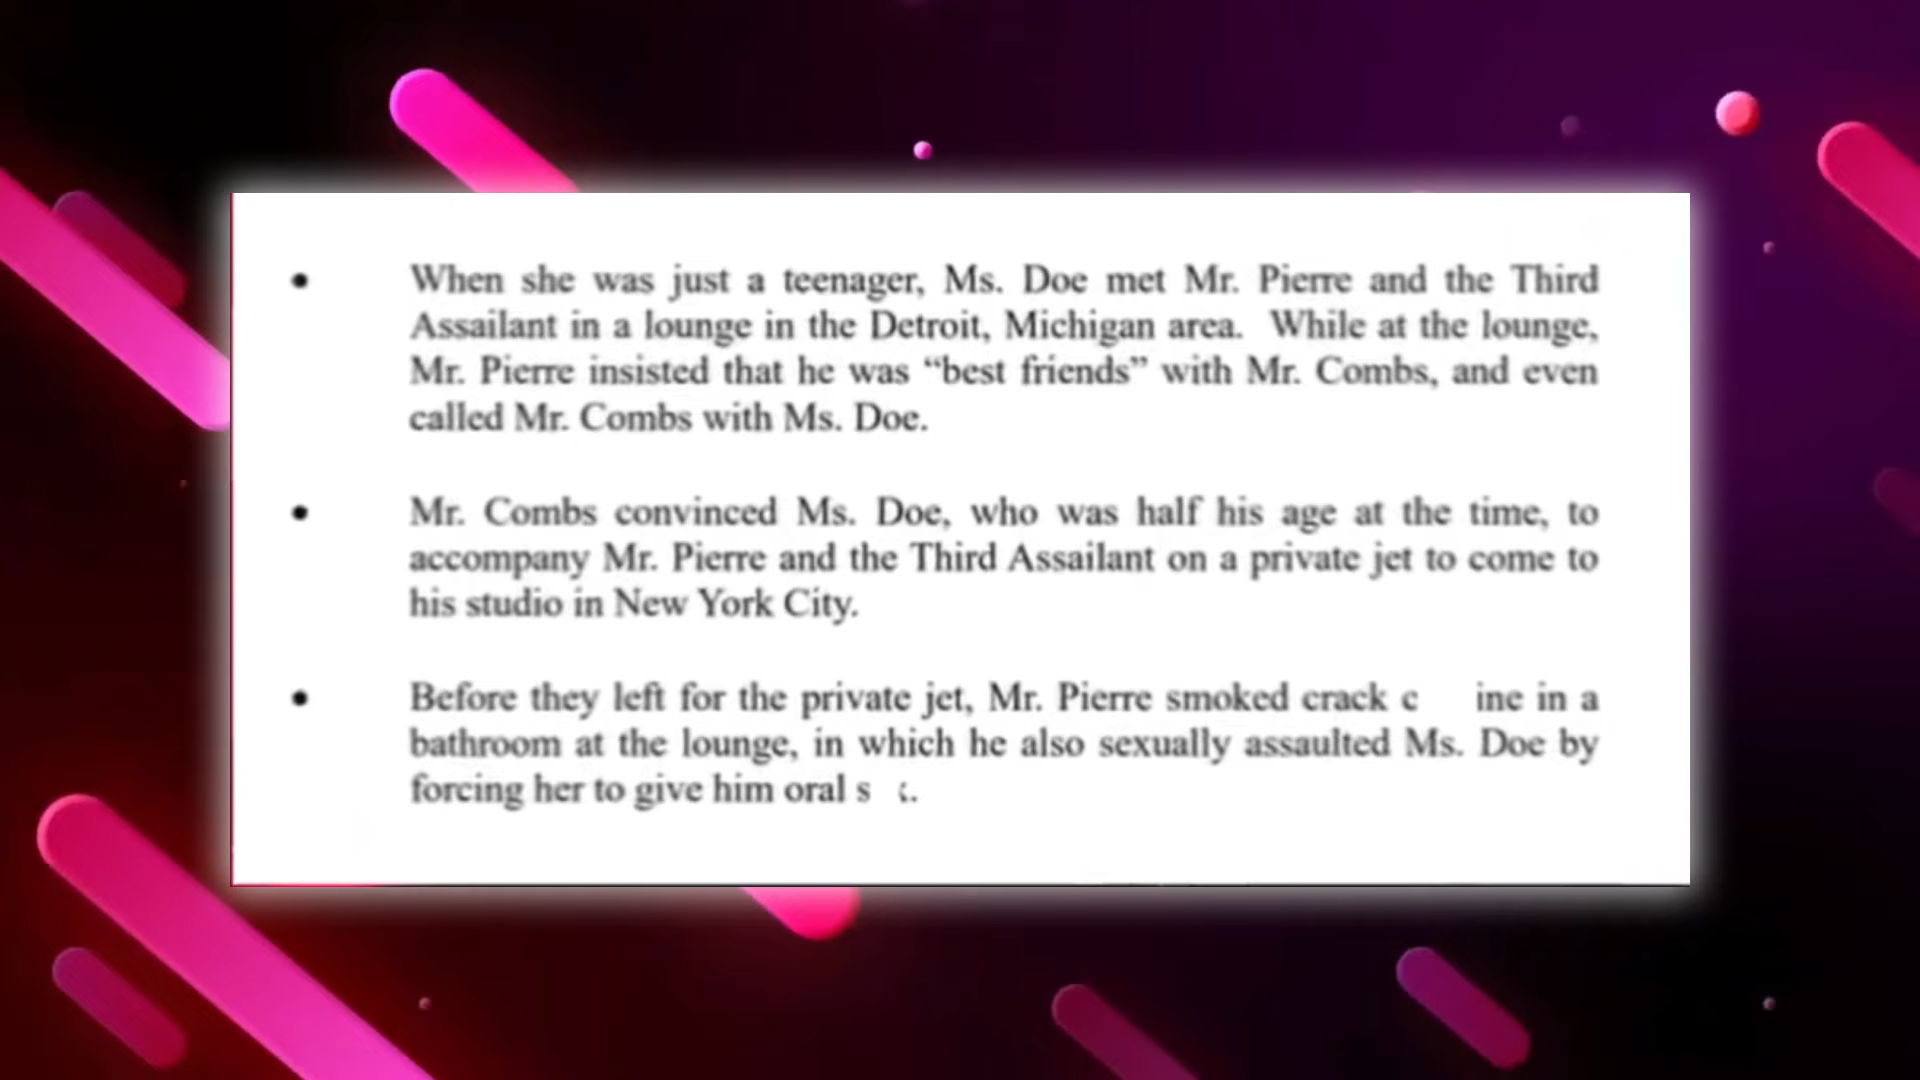 • When she was just a teenager, Ms. Doe met Mr. Pierre and the Third
Assailant in a lounge in the Detroit, Michigan area. While at the lounge,
Mr. Pierre insisted that he was “best friends” with Mr. Combs, and even
called Mr. Combs with Ms. Doe.
• Mr. Combs convinced Ms. Doe, who was half his age at the time, to
accompany Mr. Pierre and the Third Assailant on a private jet to come to
his studio in New York City.
• Before they left for the private jet, Mr. Pierre smoked crack c ine in a
bathroom at the lounge, in which he also sexually assaulted Ms. Doe by
forcing her to give him oral s .